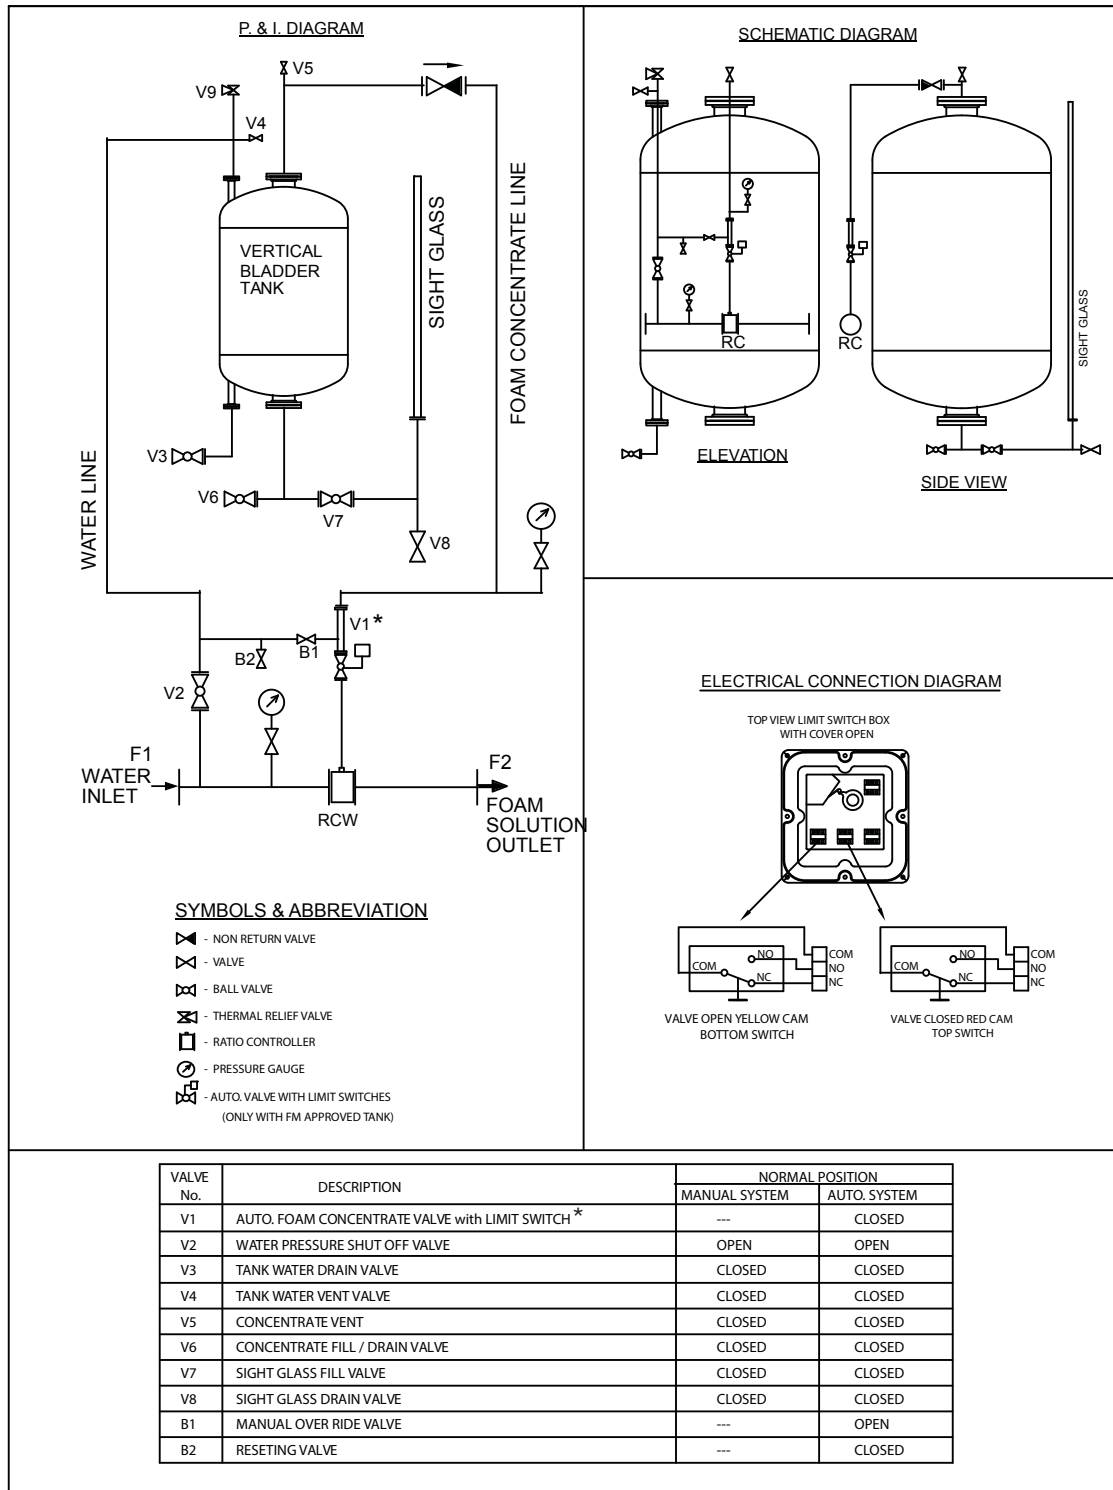 P. & I. DIAGRAM
V5
V9
V4
VERTICAL
BLADDER
TANK
SIGHT GLASS
FOAM CONCENTRATE LINE
WATER LINE
V3
V6
V7
V8
V1*
B2
B1
V2
F1
WATER
INLET
RCW
F2
FOAM
SOLUTION
OUTLET
SYMBOLS & ABBREVIATION
- NON RETURN VALVE
- VALVE
- BALL VALVE
- THERMAL RELIEF VALVE
- RATIO CONTROLLER
- PRESSURE GAUGE
- AUTO. VALVE WITH LIMIT SWITCHES
(ONLY WITH FM APPROVED TANK)
SCHEMATIC DIAGRAM
RC
ELEVATION
RC
SIGHT GLASS
SIDE VIEW
ELECTRICAL CONNECTION DIAGRAM
TOP VIEW LIMIT SWITCH BOX
WITH COVER OPEN
COM NO NC COM
NO
NC
VALVE OPEN YELLOW CAM
BOTTOM SWITCH
COM NO NC COM
NO
NC
VALVE CLOSED RED CAM
TOP SWITCH
VALVE No. DESCRIPTION NORMAL POSITION
MANUAL SYSTEM AUTO. SYSTEM
V1 AUTO. FOAM CONCENTRATE VALVE with LIMIT SWITCH * --- CLOSED
V2 WATER PRESSURE SHUT OFF VALVE OPEN OPEN
V3 TANK WATER DRAIN VALVE CLOSED CLOSED
V4 TANK WATER VENT VALVE CLOSED CLOSED
V5 CONCENTRATE VENT CLOSED CLOSED
V6 CONCENTRATE FILL / DRAIN VALVE CLOSED CLOSED
V7 SIGHT GLASS FILL VALVE CLOSED CLOSED
V8 SIGHT GLASS DRAIN VALVE CLOSED CLOSED
B1 MANUAL OVER RIDE VALVE --- OPEN
B2 RESETING VALVE --- CLOSED